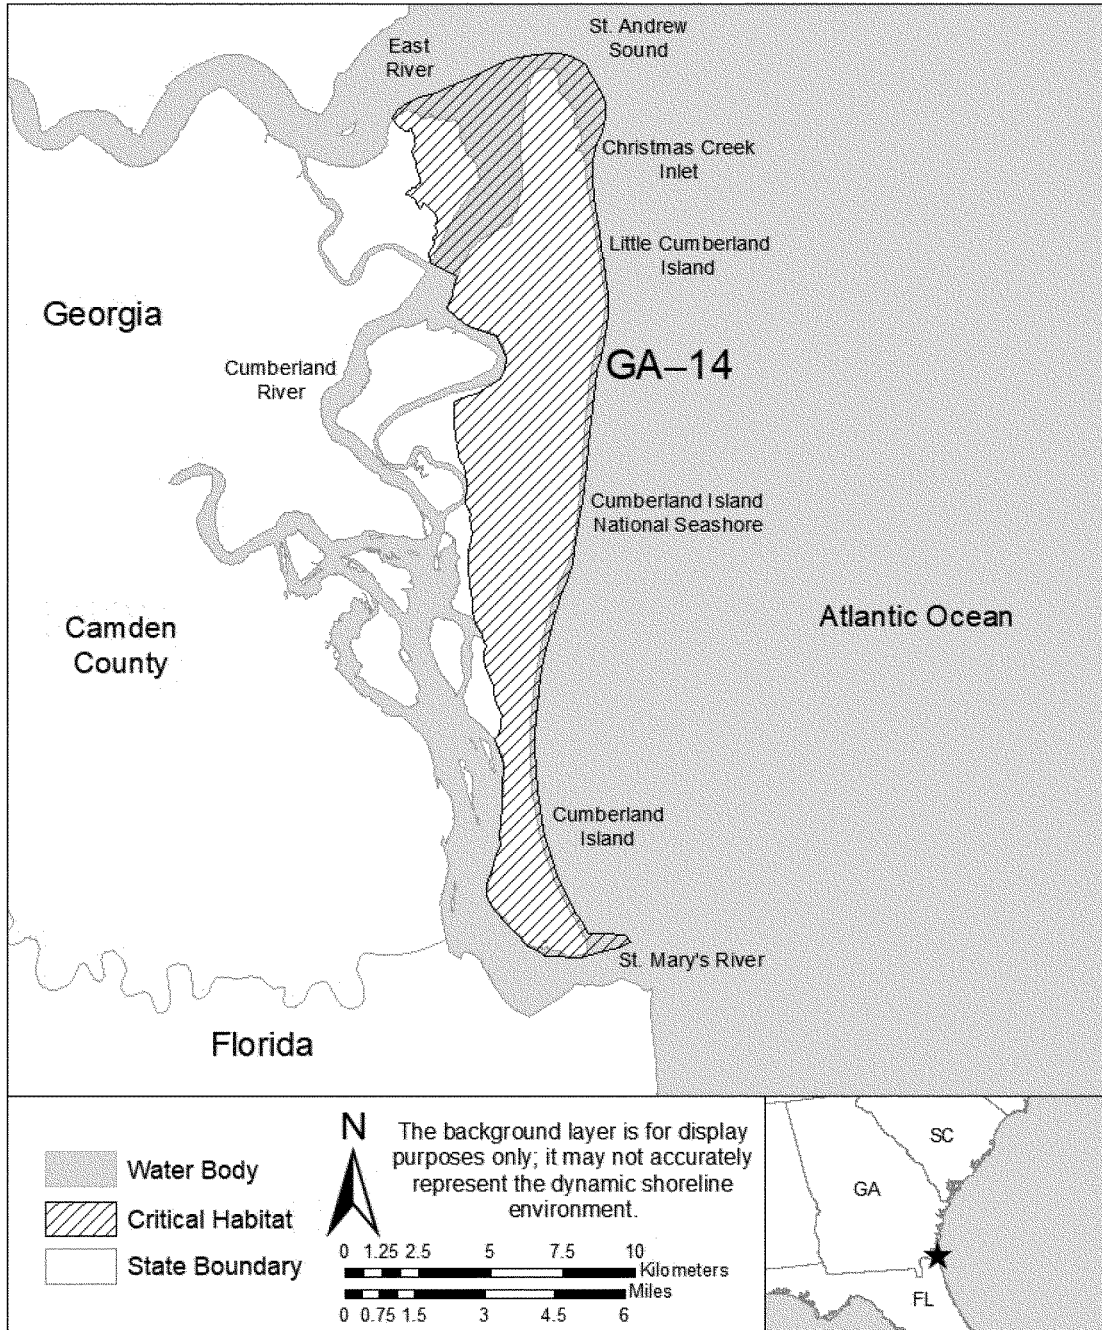 St. Andrew
Sound
East
River
Christmas Creek
Inlet
Little Cumberland
Island
Georgia
GA–14
Cumberland
River
Cumberland Island
National Seashore
Atlantic Ocean
Camden
County
Cumberland
Island
St. Mary's River
Florida
Water Body
Critical Habitat
State Boundary
N
The background layer is for display
purposes only; it may not accurately
represent the dynamic shoreline
environment.
0 1.25 2.5 5 7.5 10
Kilometers
Miles
0 0.75 1.5 3 4.5 6
SC
GA
FL